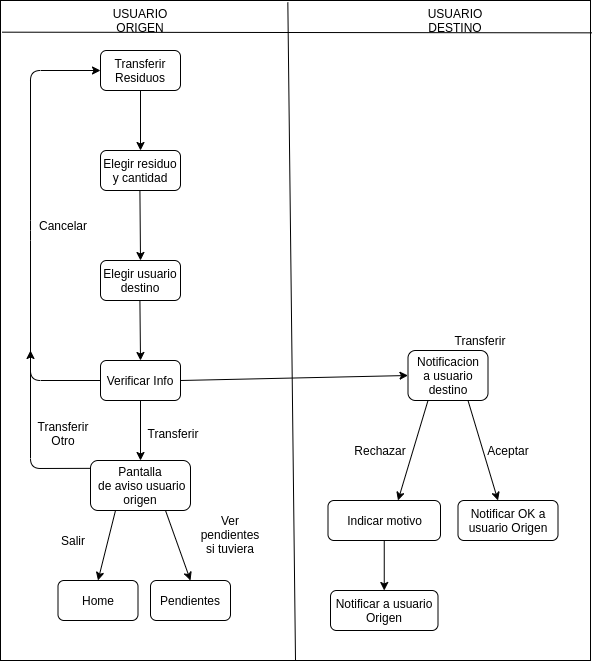 USUARIO
ORIGEN
USUARIO
DESTINO
Transferir
Residuos
Elegir residuo
y cantidad
Cancelar
Elegir usuario
destino
Verificar Info
Transferir
Notificacion
a usuario
destino
Transferir
Otro
Transferir
Pantalla
de aviso usuario
origen
Rechazar
Aceptar
Salir
Ver
pendientes
si tuviera
Indicar motivo
Notificar OK a
usuario Origen
Home
Pendientes
Notificar a usuario
Origen